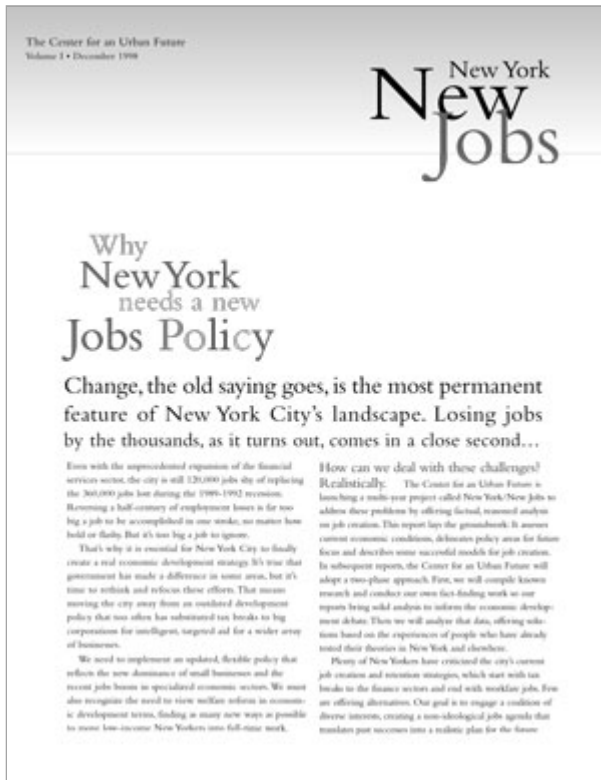 The Center for an Urban Future
Volume 1 • December 1998
New York
New
Jobs
Why
New York
needs a new
Jobs Policy
Change, the old saying goes, is the most permanent
feature of New York City's landscape. Losing jobs
by the thousands, as it turns out, comes in a close second…
Even with the unprecedented expansion of the financial
services sector, the city is still 120,000 jobs shy of replacing
the 360,000 jobs lost during the 1989-1992 recession.
Reversing a half-century of employment losses is far too
big a job to be accomplished in one stroke, no matter how
bold or flashy. But it's too big a job to ignore.
That's why it is essential for New York City to finally
create a real economic development strategy. It's true that
government has made a difference in some areas, but it's
time to rethink and refocus these efforts. That means
moving the city away from an outdated development
policy that too often has substituted tax breaks to big
corporations for intelligent, targeted aid for a wider array
of businesses.
We need to implement an updated, flexible policy that
reflects the new dominance of small businesses and the
recent jobs boom in specialized economic sectors. We must
also recognize the need to view welfare reform in econom-
ic development terms, finding as many new ways as possible
to move low-income New Yorkers into full-time work.
How can we deal with these challenges?
Realistically. The Center for an Urban Future is
launching a multi-year project called New York/New Jobs to
address these problems by offering factual, reasoned analysis
on job creation. This report lays the groundwork: It assesses
current economic conditions, delineates policy areas for future
focus and describes some successful models for job creation.
In subsequent reports, the Center for an Urban Future will
adopt a two-phase approach. First, we will compile known
research and conduct our own fact-finding work so our
reports bring solid analysis to inform the economic develop-
ment debate. Then we will analyze that data, offering solu-
tions based on the experiences of people who have already
tested their theories in New York and elsewhere.
Plenty of New Yorkers have criticized the city's current
job creation and retention strategies, which start with tax
breaks to the finance sectors and end with workfare jobs. Few
are offering alternatives. Our goal is to engage a coalition of
diverse interests, creating a non-ideological jobs agenda that
translates past successes into a realistic plan for the future